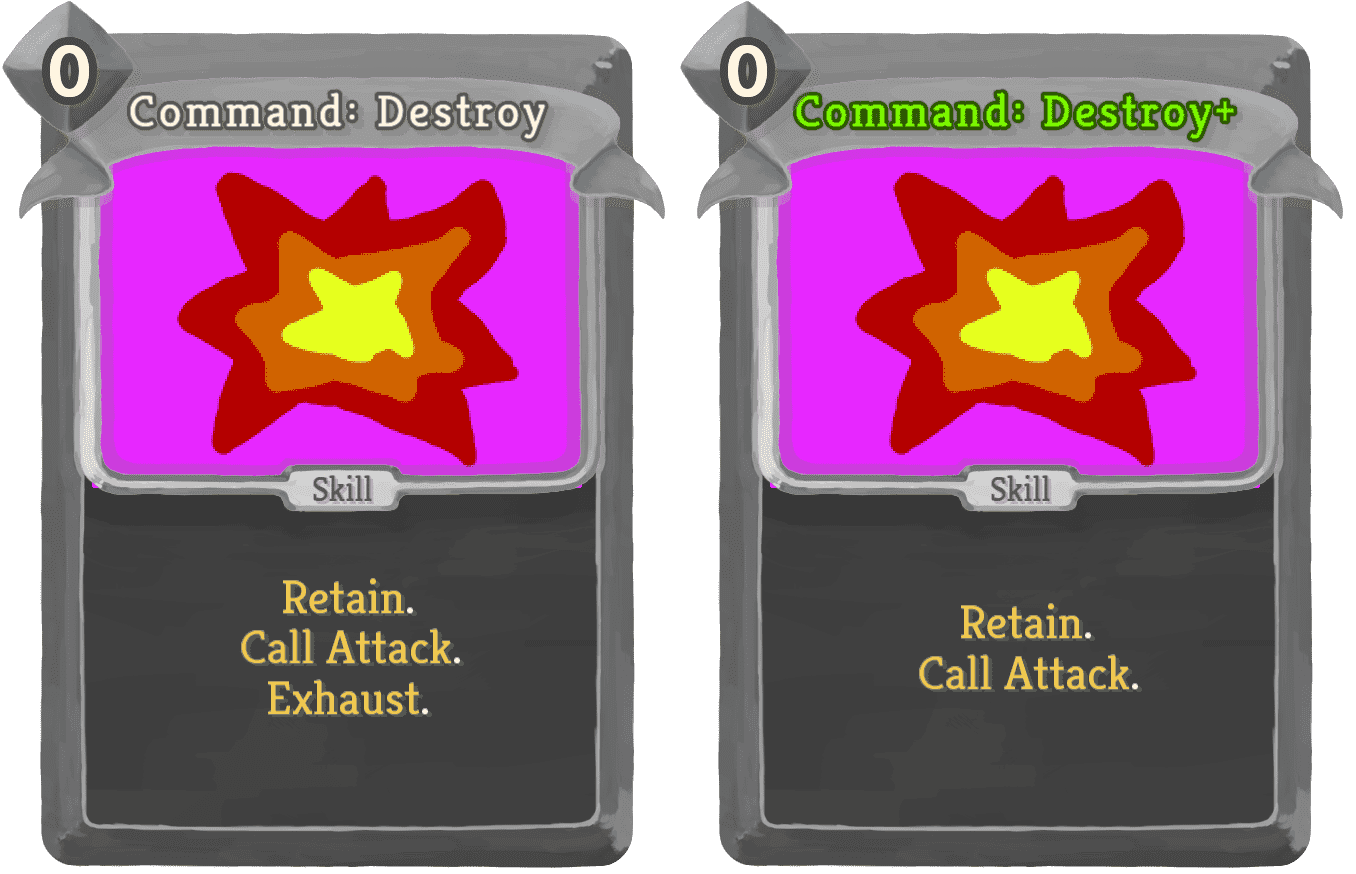 0
Command: Destroy
Skill
Retain.
Call Attack.
Exhaust.
0
Command: Destroy+
Skill
Retain.
Call Attack.